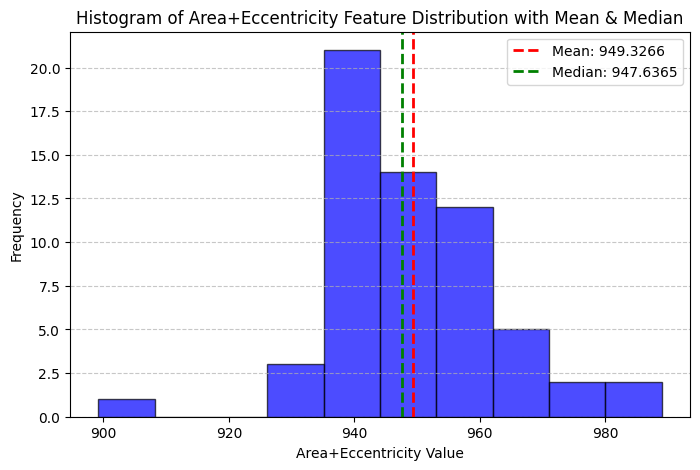 Histogram of Area+Eccentricity Feature Distribution with Mean & Median
Mean: 949.3266
Median: 947.6365
Frequency
20.0
17.5
15.0
12.5
10.0
7.5
5.0
2.5
0.0
900 920 940 960 980
Area+Eccentricity Value